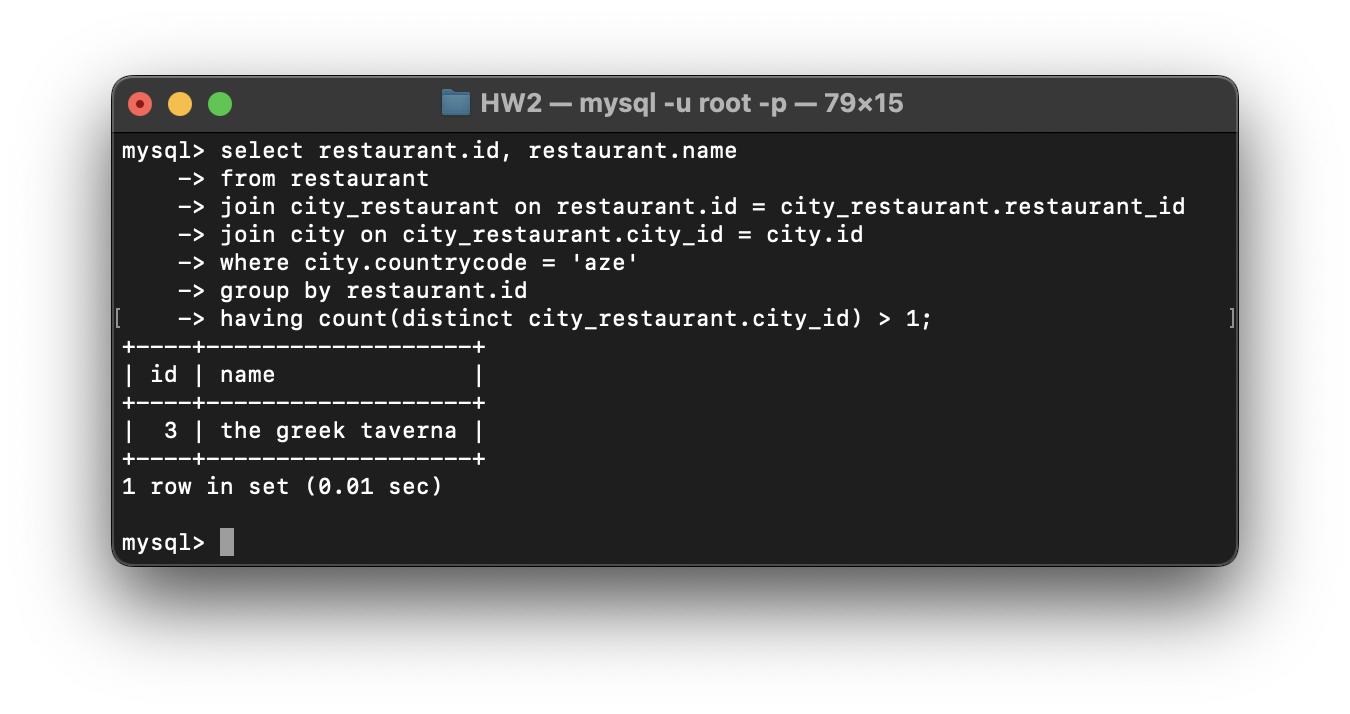 HW2 — mysql -u root -p — 79×15
mysql> select restaurant.id, restaurant.name
    -> from restaurant
    -> join city_restaurant on restaurant.id = city_restaurant.restaurant_id
    -> join city on city_restaurant.city_id = city.id
    -> where city.countrycode = 'aze'
    -> group by restaurant.id
[    -> having count(distinct city_restaurant.city_id) > 1; ]
+----+-------------------+
| id | name              |
+----+-------------------+
|  3 | the greek taverna |
+----+-------------------+
1 row in set (0.01 sec)
mysql>